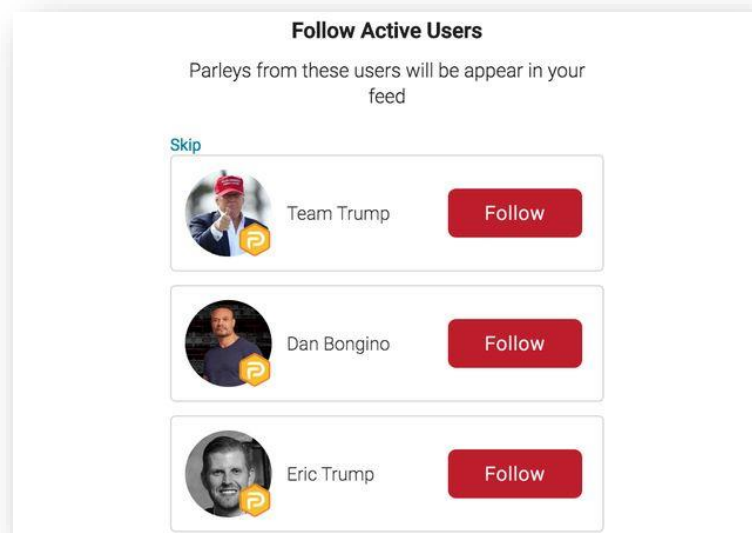 Follow Active Users
Parleys from these users will be appear in your
feed
Skip
Team Trump
Follow
Dan Bongino
Follow
Eric Trump
Follow